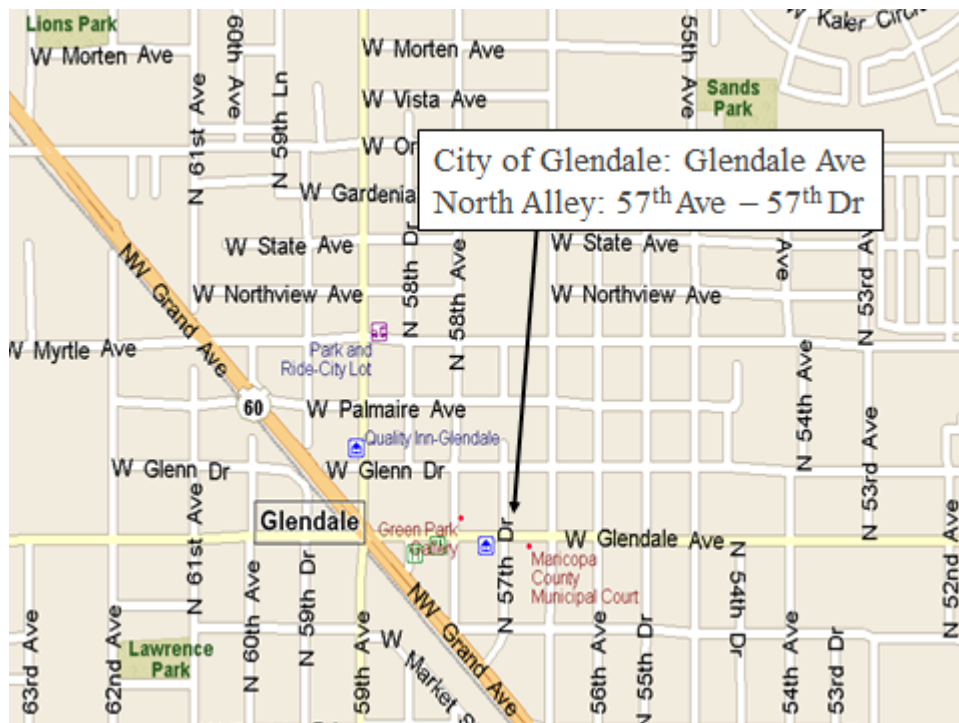 Lions Park
W Morten Ave
60th Ave
N 61st Ave
N 59th Ln
W Morten Ave
W Vista Ave
W Or
W Gardenia
55th Ave
W Kaler Circle
Sands
Park
City of Glendale: Glendale Ave
North Alley: 57th Ave – 57th Dr
W State Ave
N 58th Dr
N 58th Ave
W State Ave
Ave
N 53rd A
W Northview Ave
W Northview Ave
NW Grand Ave
W Myrtle Ave
Park and
Ride-City Lot
60
W Palmaire Ave
N 54th Ave
N 53rd Ave
Quality Inn-Glendale
W Glenn Dr
W Glenn Dr
Glendale
Green Park
Gallery
N 57th Dr
W Glendale Ave
Maricopa
County
Municipal Court
N 61st Ave
N 59th Dr
N 60th Ave
NW Grand Ave
N 54th Dr
N 52nd Ave
63rd Ave
62nd Ave
Lawrence
Park
59th Ave
W Market S
56th Ave
N 55th Dr
54th Ave
53rd Dr